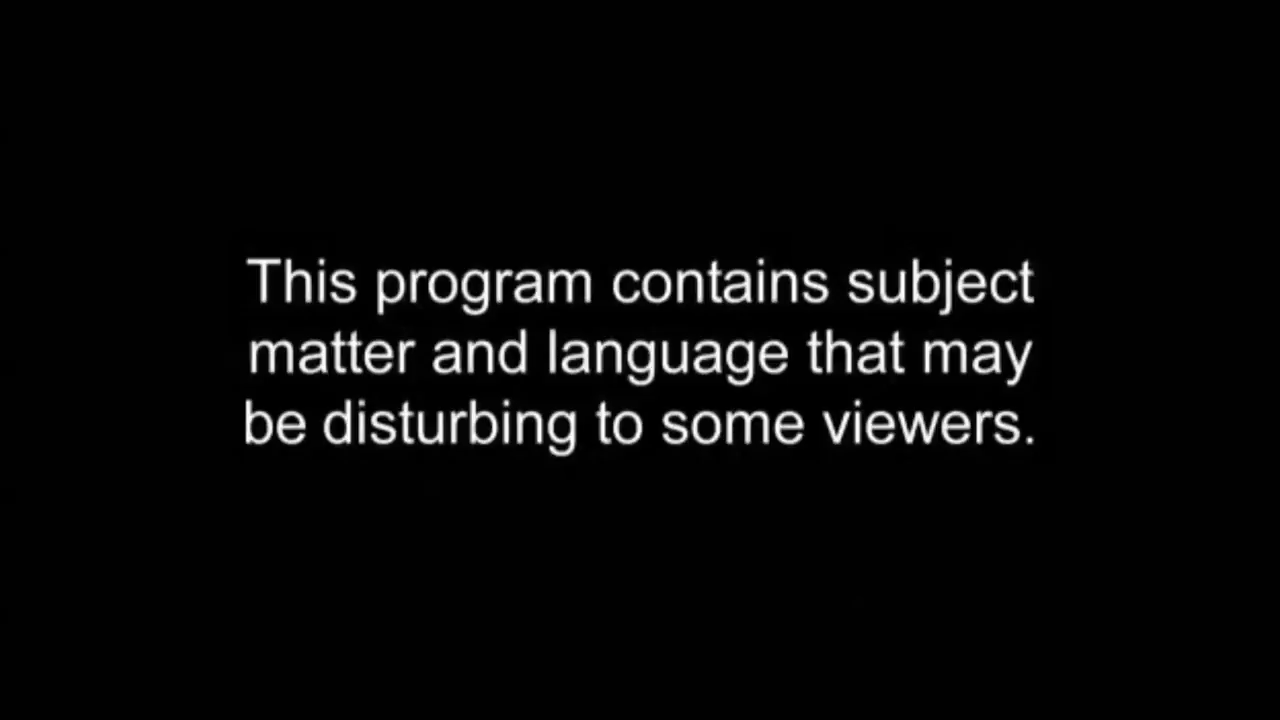 This program contains subject
matter and language that may
be disturbing to some viewers.